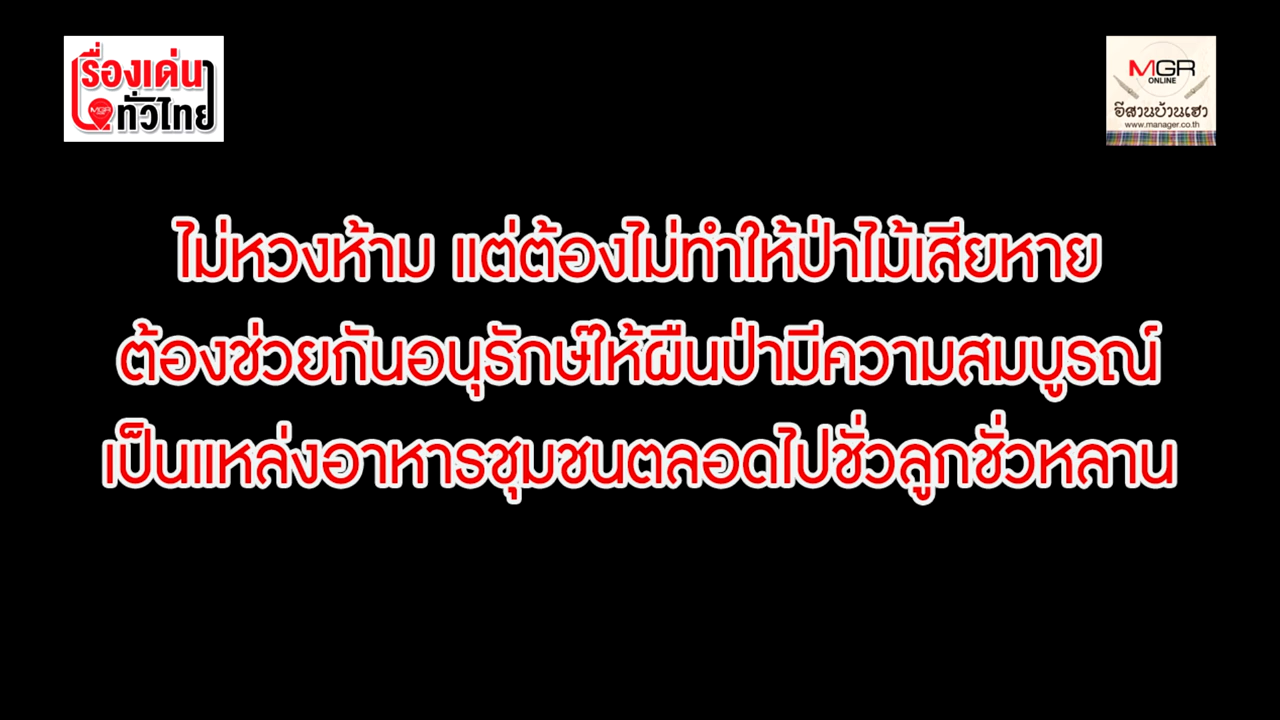 เรื่องเด่น
ทั่วไทย
MGR
MGR
ONLINE
อีสานบ้านเฮา
www.manager.co.th
ไม่หวงห้าม แต่ต้องไม่ทำให้ป่าไม้เสียหาย
ต้องช่วยกันอนุรักษ์ให้ผืนป่ามีความสมบูรณ์
เป็นแหล่งอาหารชุมชนตลอดไปชั่วลูกชั่วหลาน